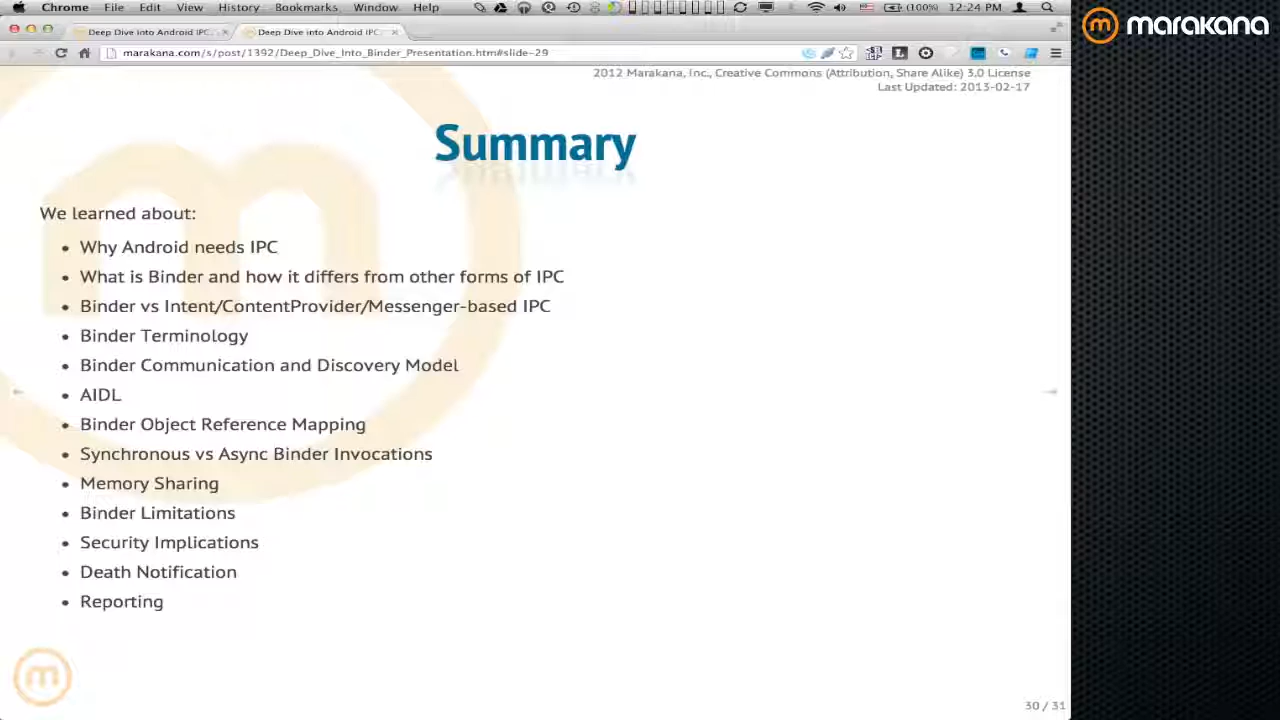 Chrome File Edit View History Bookmarks Window Help (100%) 12:24 PM
marakana
Deep Dive into Android IPC
Deep Dive into Android IPC
marakana.com/s/post/1392/Deep_Dive_Into_Binder_Presentation.htm#slide-29
2012 Marakana, Inc., Creative Commons (Attribution, Share Alike) 3.0 License
Last Updated: 2013-02-17
Summary
We learned about:
• Why Android needs IPC
• What is Binder and how it differs from other forms of IPC
• Binder vs Intent/ContentProvider/Messenger-based IPC
• Binder Terminology
• Binder Communication and Discovery Model
• AIDL
• Binder Object Reference Mapping
• Synchronous vs Async Binder Invocations
• Memory Sharing
• Binder Limitations
• Security Implications
• Death Notification
• Reporting
30 / 31